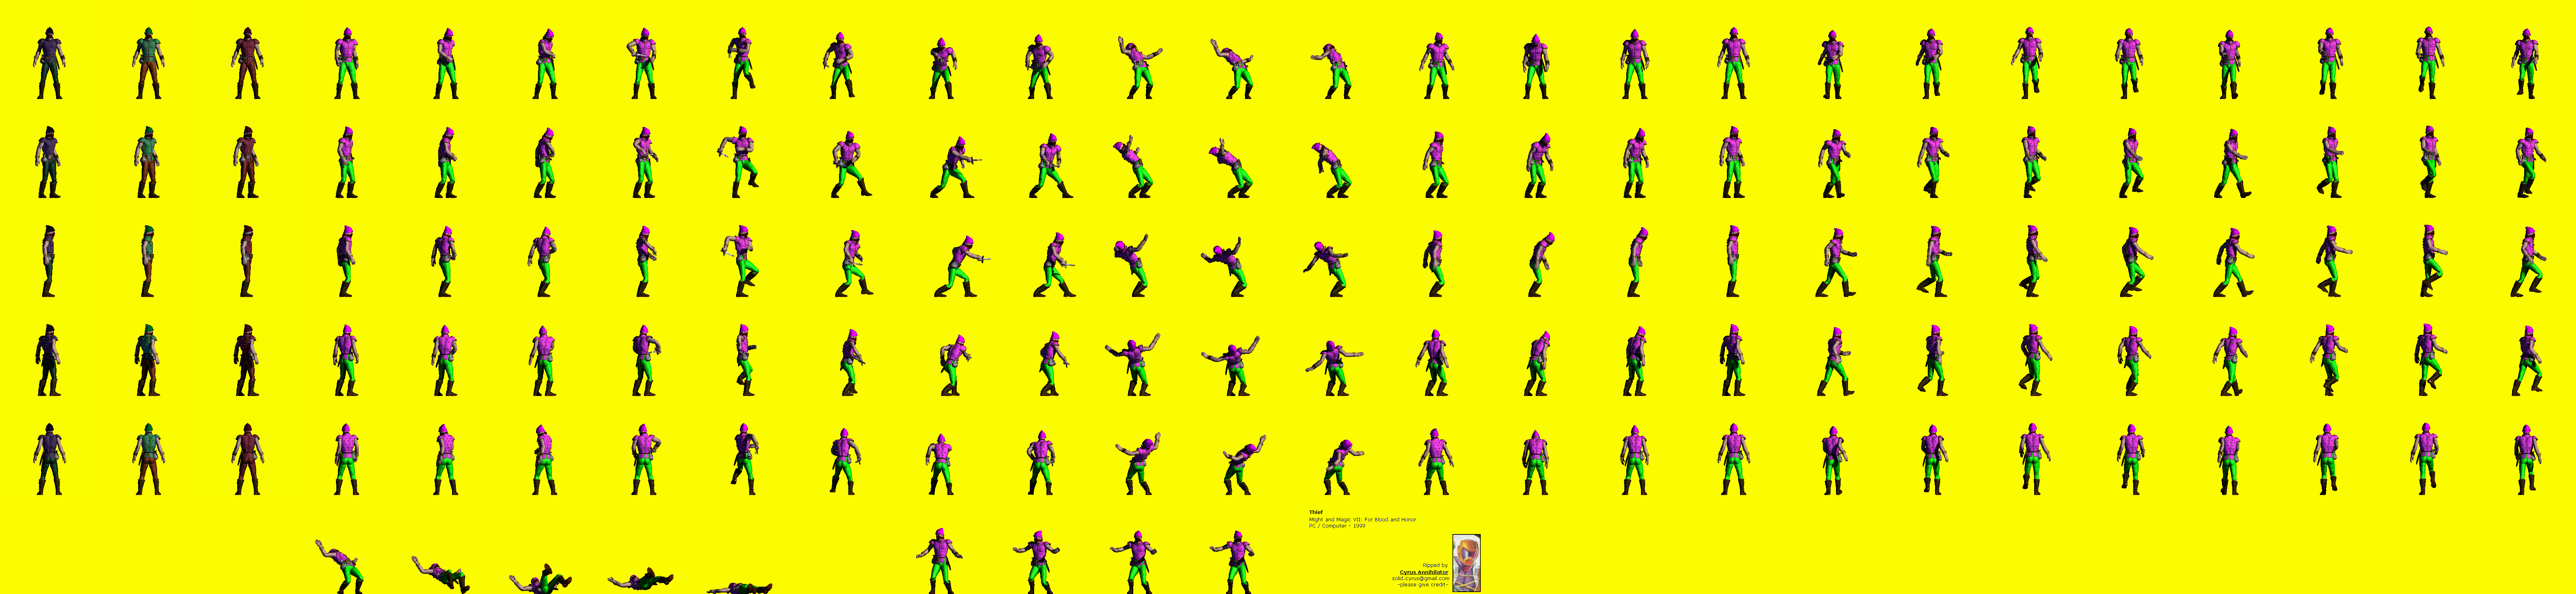 Thief
Might and Magic VII: For Blood and Honor
PC / Computer - 1999
Ripped by
Cyrus Annihilator
solid.cyrus@gmail.com
~please give credit~